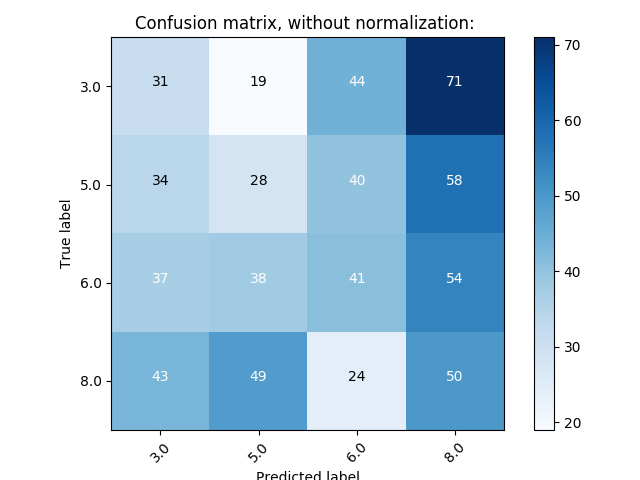 Confusion matrix, without normalization:
True label
3.0 31 19 44 71
5.0 34 28 40 58
6.0 37 38 41 54
8.0 43 49 24 50
3.0 5.0 6.0 8.0
Predicted label
70
60
50
40
30
20